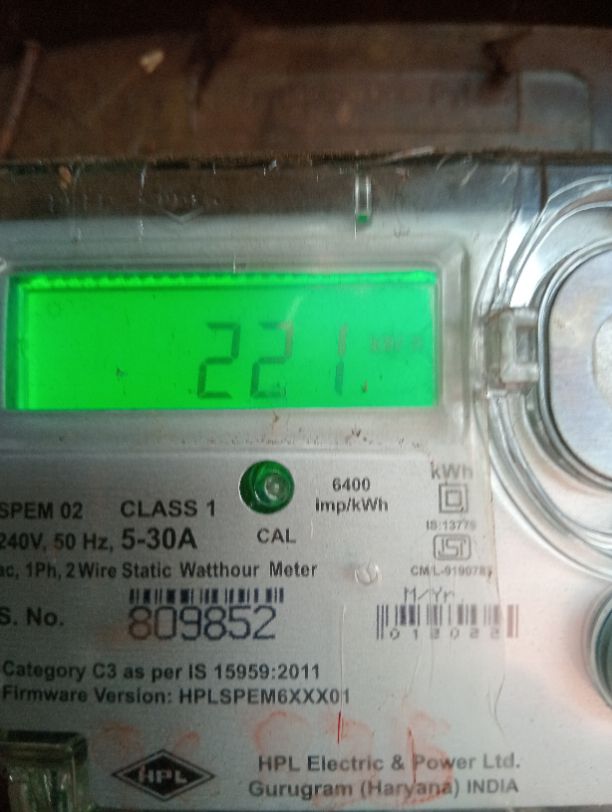 221 kWh
kWh
6400
imp/kWh
SPEM 02 CLASS 1
IS:13779
240V, 50 Hz, 5-30A CAL
ac, 1Ph, 2 Wire Static Watthour Meter
M/Yr.
S. No. 809852
012022
Category C3 as per IS 15959:2011
Firmware Version: HPLSPEM6XXX01
HPL
HPL Electric & Power Ltd.
Gurugram (Haryana) INDIA